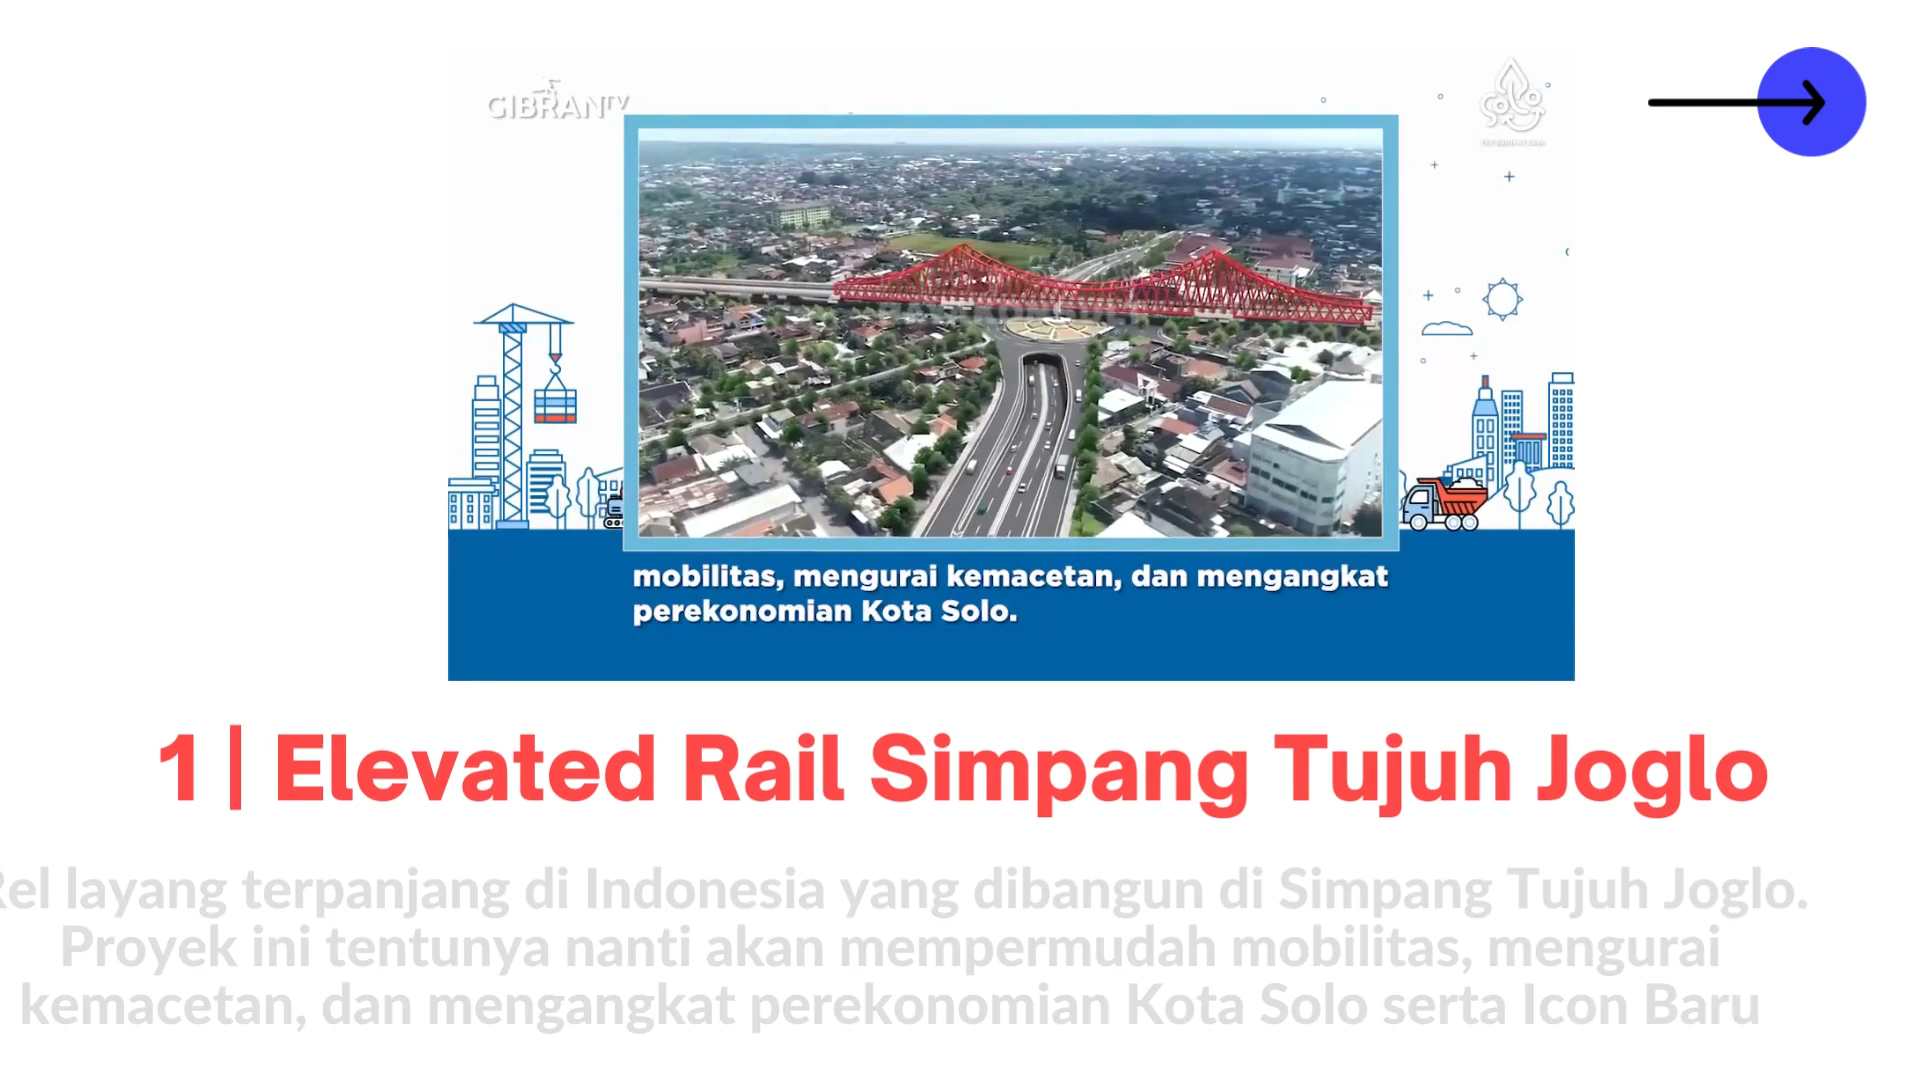 GIBRANTV
solo
mobilitas, mengurai kemacetan, dan mengangkat
perekonomian Kota Solo.
1 | Elevated Rail Simpang Tujuh Joglo
Rel layang terpanjang di Indonesia yang dibangun di Simpang Tujuh Joglo.
Proyek ini tentunya nanti akan mempermudah mobilitas, mengurai
kemacetan, dan mengangkat perekonomian Kota Solo serta Icon Baru